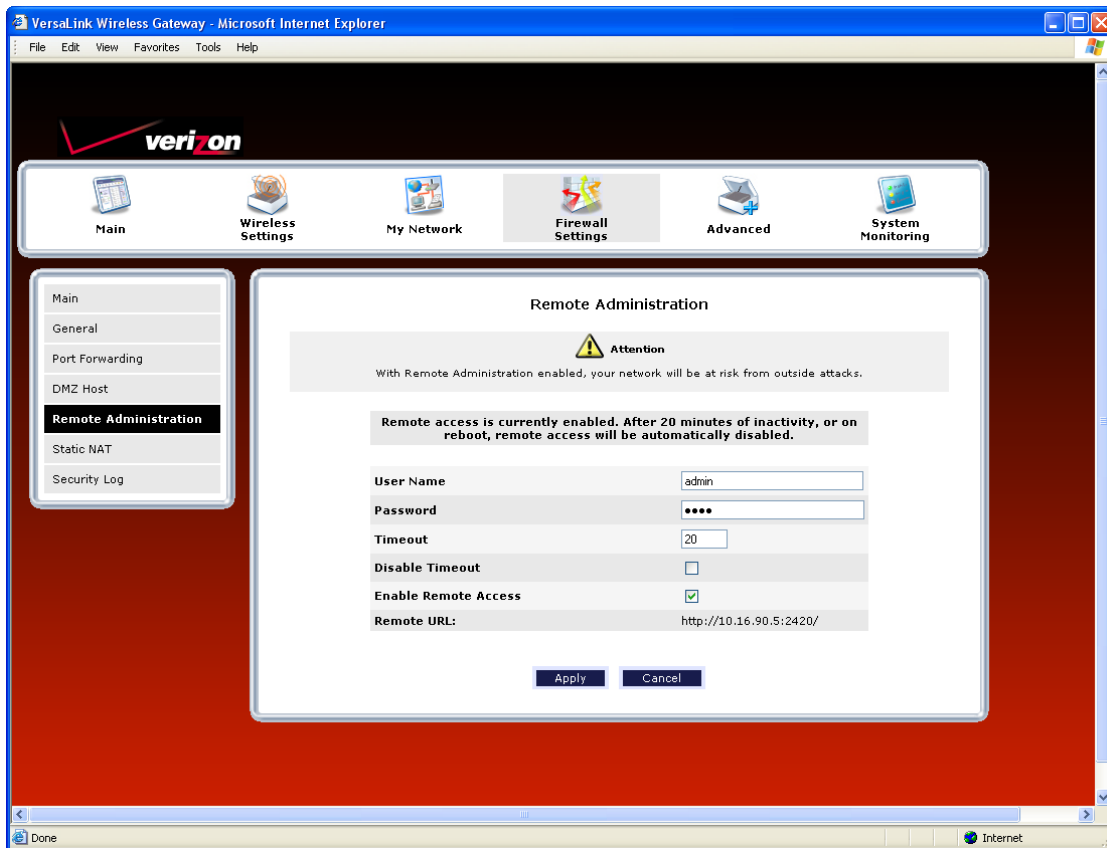 VersaLink Wireless Gateway - Microsoft Internet Explorer
File Edit View Favorites Tools Help
verizon
Main
Wireless
Settings
My Network
Firewall
Settings
Advanced
System
Monitoring
Main
General
Port Forwarding
DMZ Host
Remote Administration
Static NAT
Security Log
Remote Administration
Attention
With Remote Administration enabled, your network will be at risk from outside attacks.
Remote access is currently enabled. After 20 minutes of inactivity, or on
reboot, remote access will be automatically disabled.
User Name admin
Password ••••
Timeout 20
Disable Timeout
Enable Remote Access
Remote URL: http://10.16.90.5:2420/
Apply Cancel
Done Internet